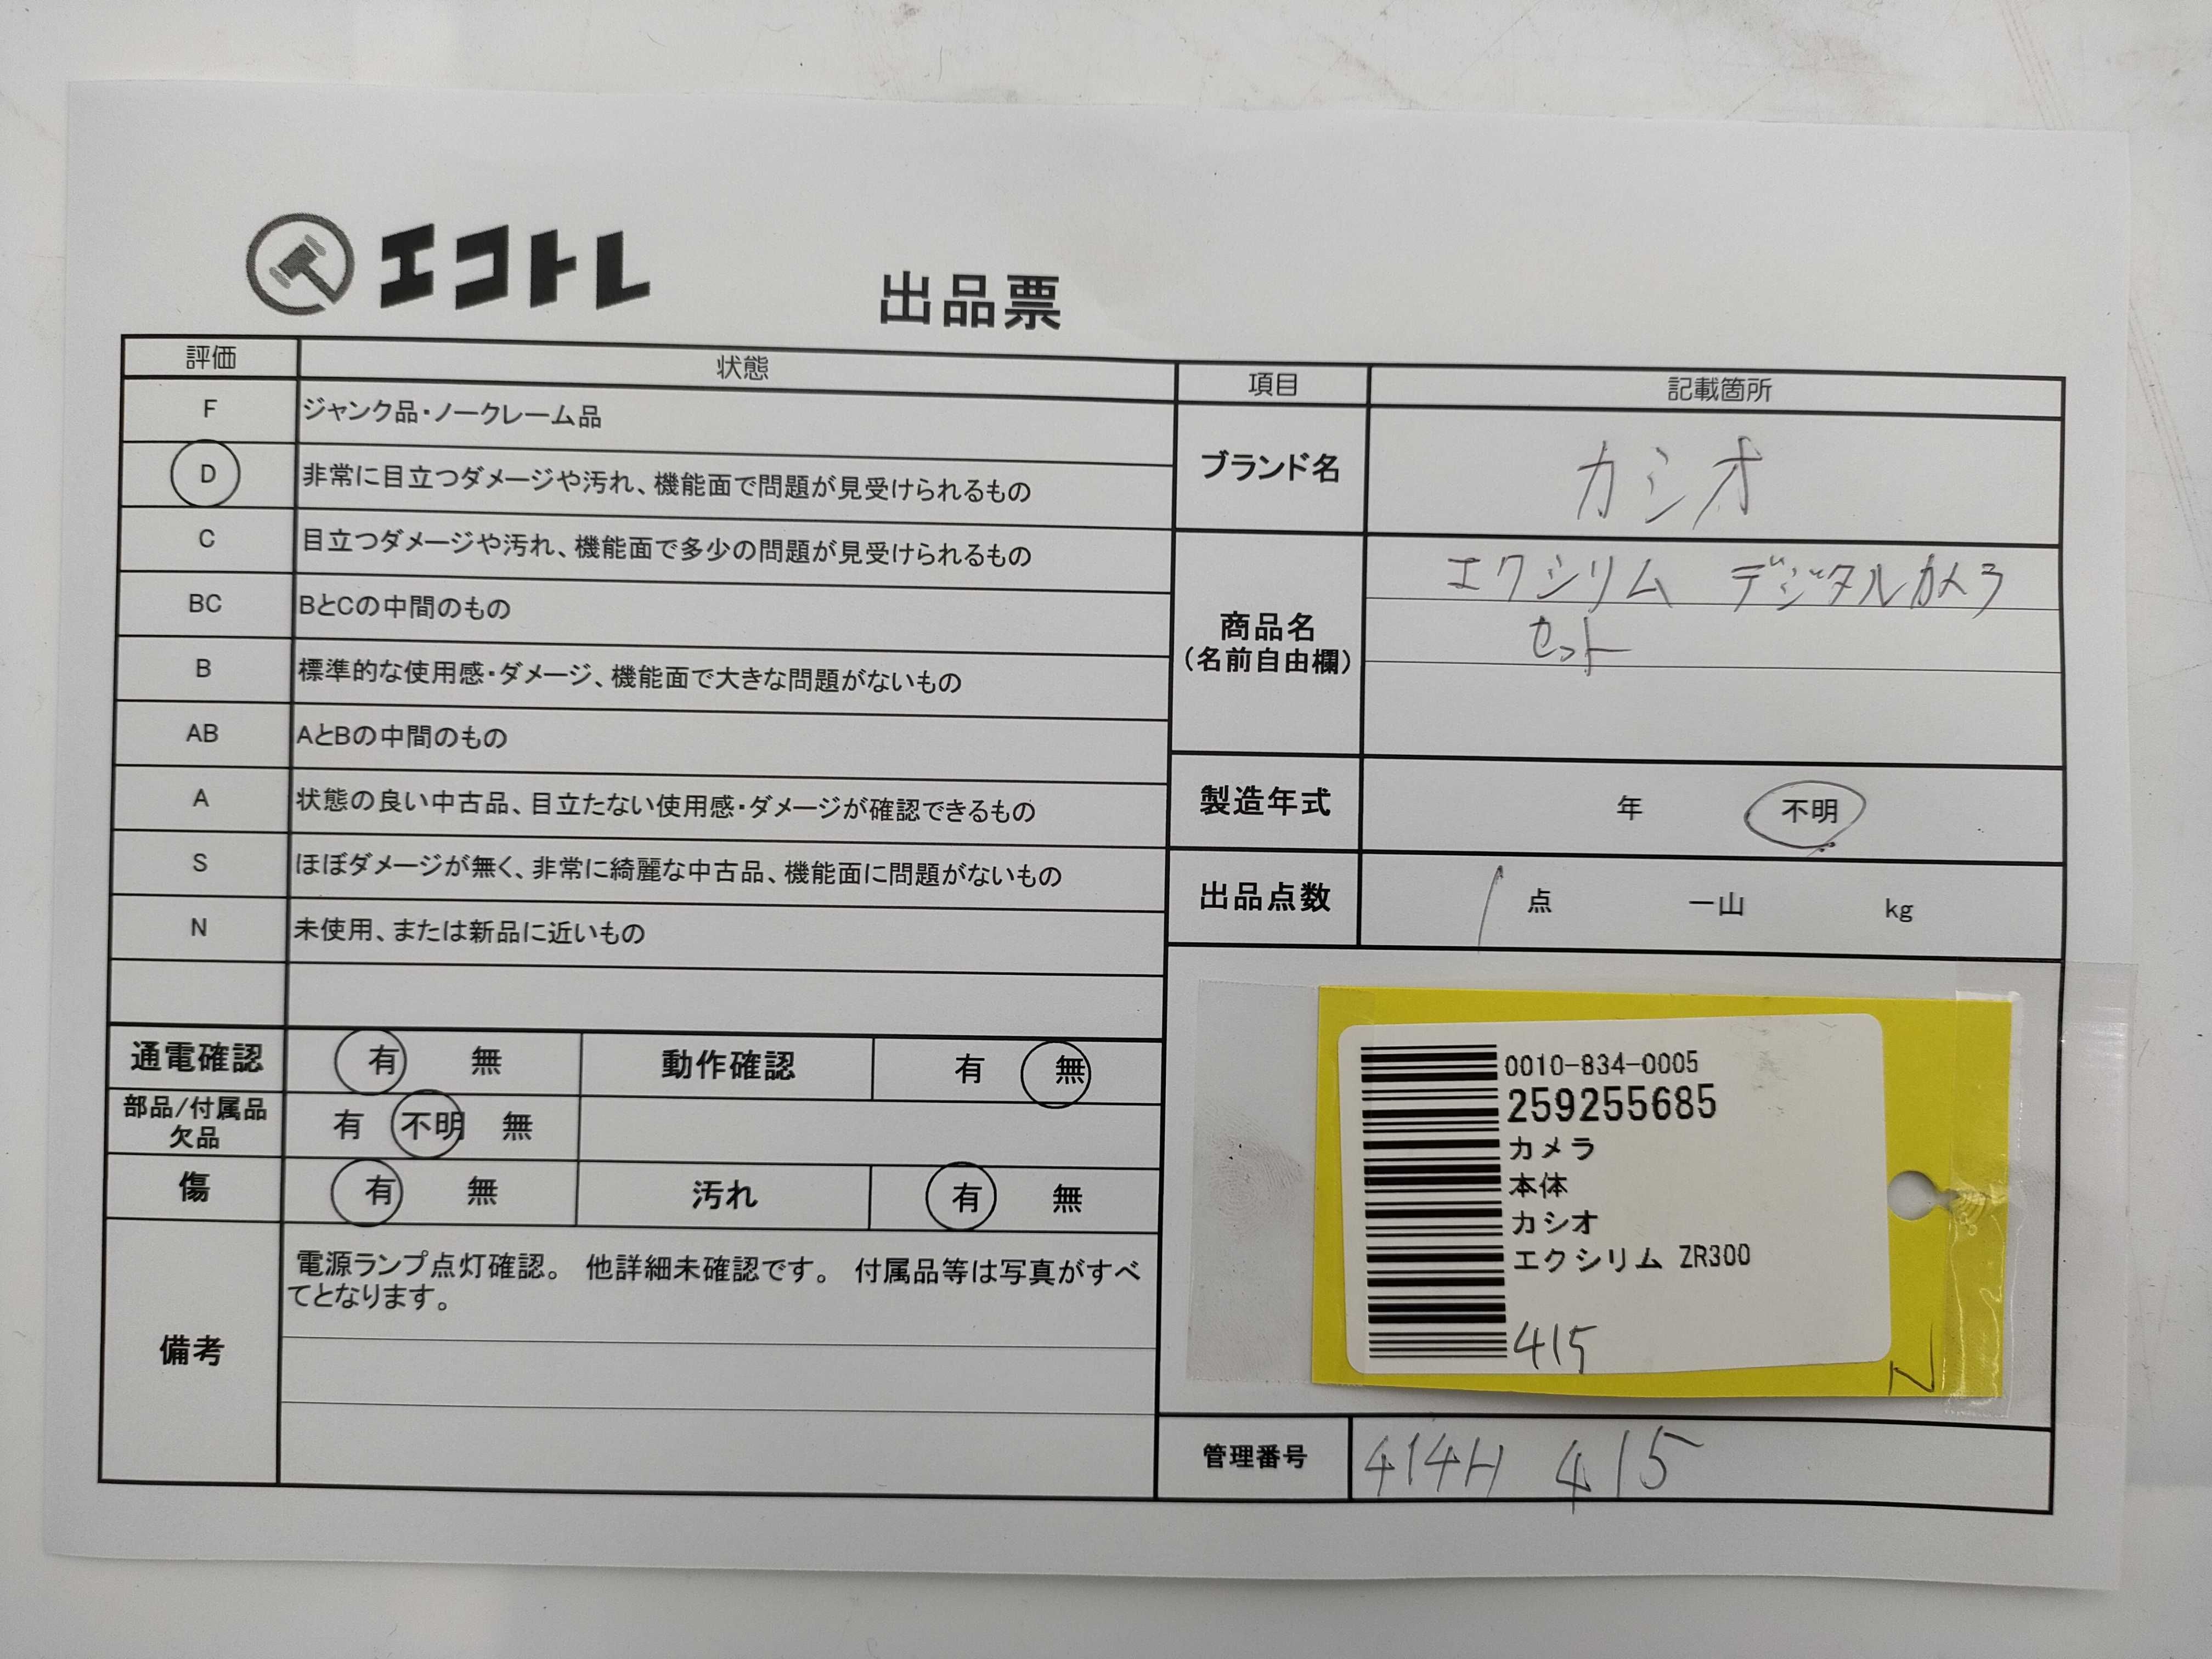 エコトレ
出品票
評価 状態
F ジャンク品・ノークレーム品
D 非常に目立つダメージや汚れ、機能面で問題が見受けられるもの
C 目立つダメージや汚れ、機能面で多少の問題が見受けられるもの
BC BとCの中間のもの
B 標準的な使用感・ダメージ、機能面で大きな問題がないもの
AB AとBの中間のもの
A 状態の良い中古品、目立たない使用感・ダメージが確認できるもの
S ほぼダメージが無く、非常に綺麗な中古品、機能面に問題がないもの
N 未使用、または新品に近いもの
通電確認 有 無 動作確認 有 無
部品/付属品
欠品
有 不明 無
傷 有 無 汚れ 有 無
備考
電源ランプ点灯確認。 他詳細未確認です。 付属品等は写真がすべ
てとなります。
項目 記載箇所
ブランド名 カシオ
商品名
(名前自由欄)
エクシリム デジタルカメラ
セット
製造年式 年 不明
出品点数 1 点 一山 kg
0010-834-0005
259255685
カメラ
本体
カシオ
エクシリム ZR300
415
N
管理番号 414H 415